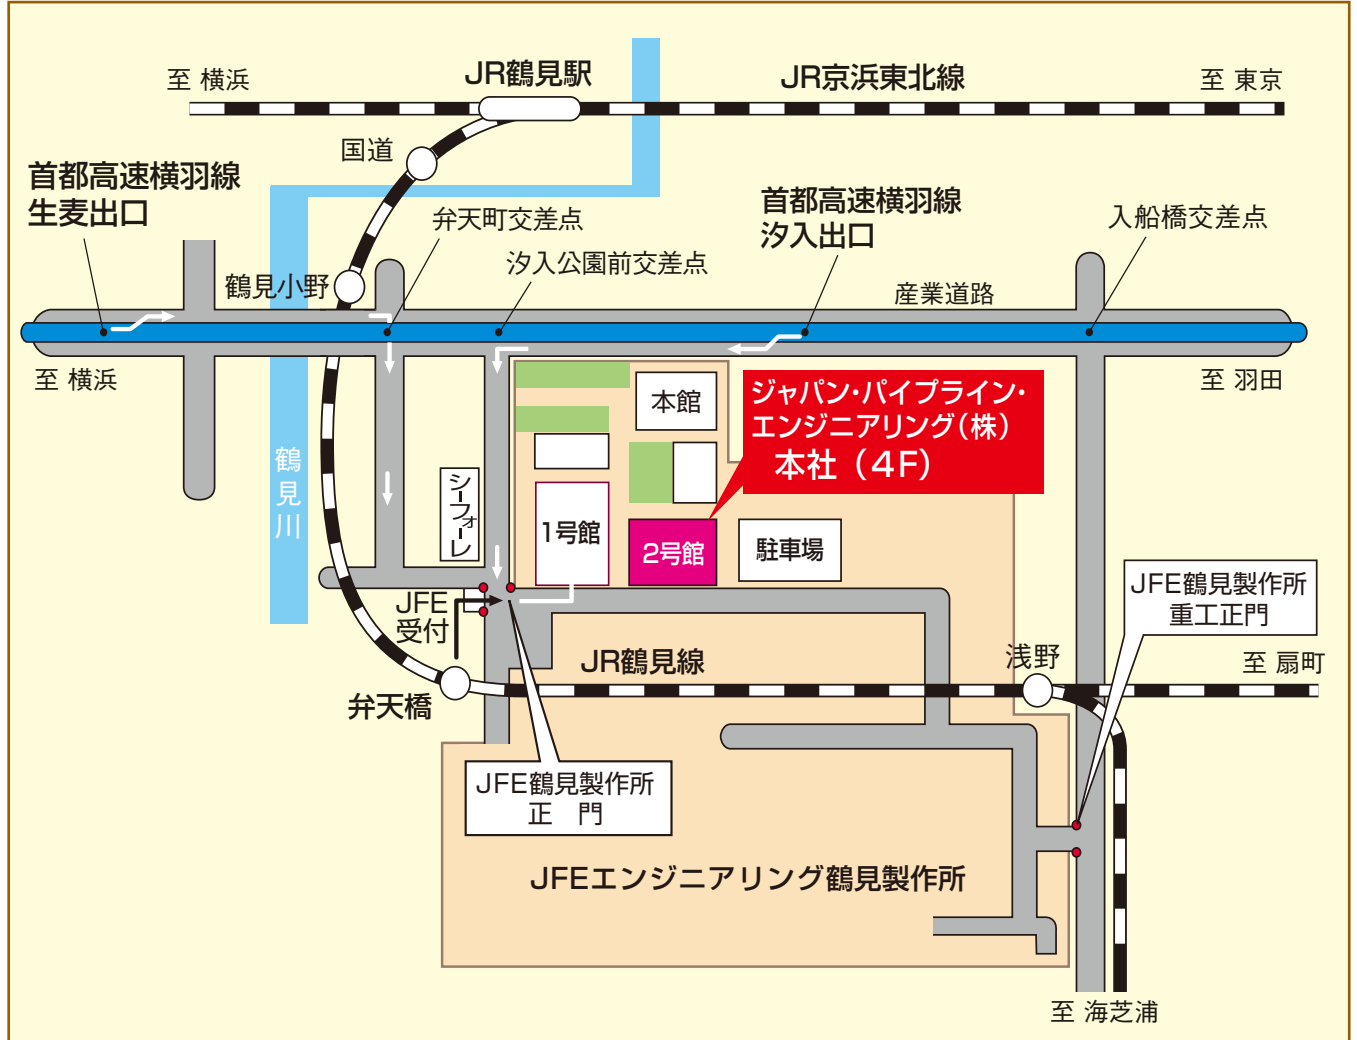 至 横浜
JR鶴見駅
JR京浜東北線
至 東京
国道
首都高速横羽線
生麦出口
弁天町交差点
首都高速横羽線
汐入出口
入船橋交差点
鶴見小野
汐入公園前交差点
産業道路
至 横浜
至 羽田
本館
ジャパン・パイプライン・
エンジニアリング(株)
本社(4F)
鶴見川
シーフォーレ
1号館
2号館
駐車場
JFE
受付
JFE鶴見製作所
重工正門
JR鶴見線
浅野
至 扇町
弁天橋
JFE鶴見製作所
正 門
JFEエンジニアリング鶴見製作所
至 海芝浦